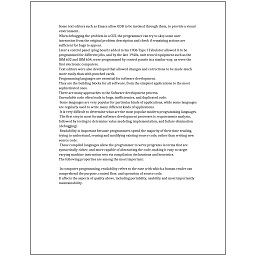 Some text editors such as Emacs allow GDB to be invoked through them, to provide a visual
environment.
When debugging the problem in a GUI, the programmer can try to skip some user
interaction from the original problem description and check if remaining actions are
sufficient for bugs to appear.
Later a control panel (plug board) added to his 1906 Type I Tabulator allowed it to be
programmed for different jobs, and by the late 1940s, unit record equipment such as the
IBM 602 and IBM 604, were programmed by control panels in a similar way, as were the
first electronic computers.
Text editors were also developed that allowed changes and corrections to be made much
more easily than with punched cards.
Programming languages are essential for software development.
They are the building blocks for all software, from the simplest applications to the most
sophisticated ones.
There are many approaches to the Software development process.
Unreadable code often leads to bugs, inefficiencies, and duplicated code.
Some languages are very popular for particular kinds of applications, while some languages
are regularly used to write many different kinds of applications.
It is very difficult to determine what are the most popular modern programming languages.
The first step in most formal software development processes is requirements analysis,
followed by testing to determine value modeling, implementation, and failure elimination
(debugging).
Readability is important because programmers spend the majority of their time reading,
trying to understand, reusing and modifying existing source code, rather than writing new
source code.
These compiled languages allow the programmer to write programs in terms that are
syntactically richer, and more capable of abstracting the code, making it easy to target
varying machine instruction sets via compilation declarations and heuristics.
The following properties are among the most important:

In computer programming, readability refers to the ease with which a human reader can
comprehend the purpose, control flow, and operation of source code.
It affects the aspects of quality above, including portability, usability and most importantly
maintainability.